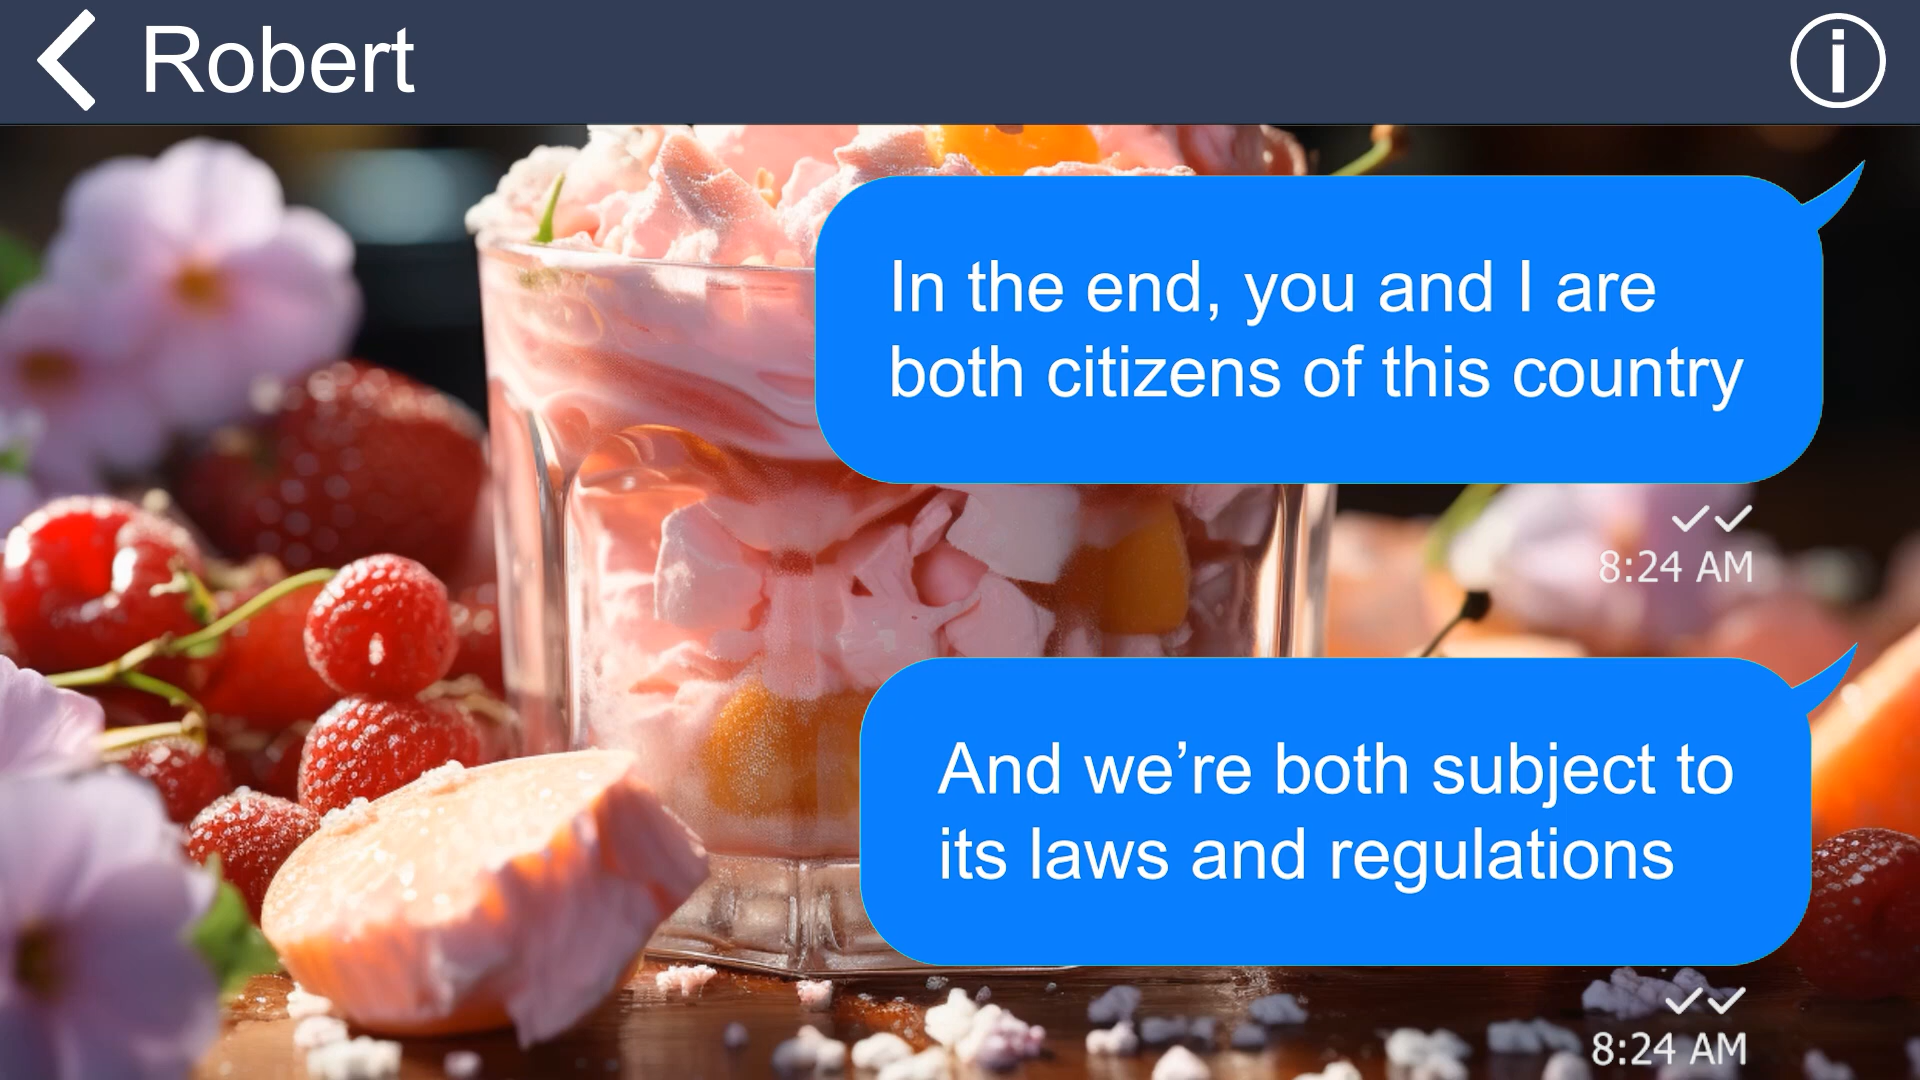 Robert
In the end, you and I are
both citizens of this country
8:24 AM
And we’re both subject to
its laws and regulations
8:24 AM